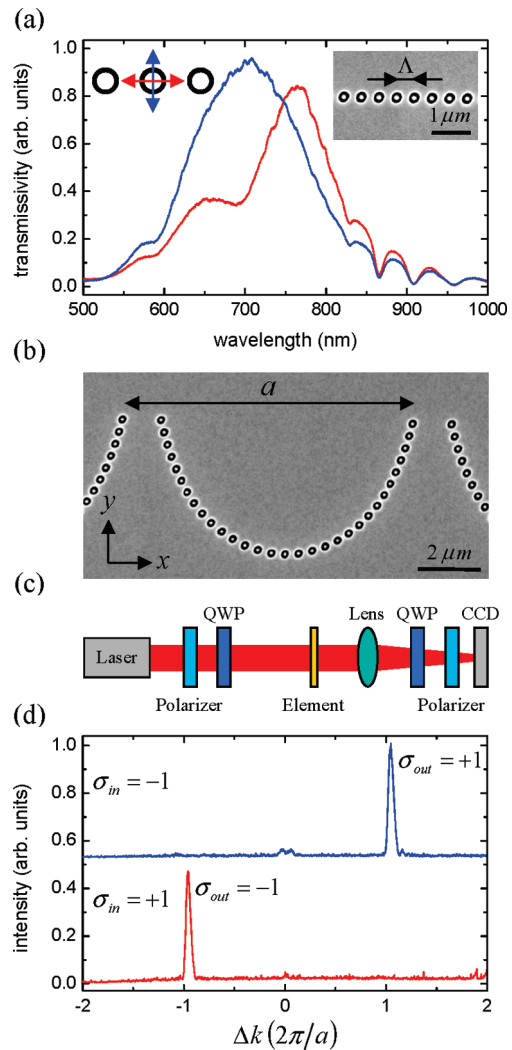 (a)
transmissivity (arb. units)
1.0
0.8
0.6
0.4
0.2
0.0
Λ
1 μm
500 600 700 800 900 1000
wavelength (nm)
(b)
a
y
x
2 μm
(c)
QWP Lens QWP CCD
Laser
Polarizer Element Polarizer
(d)
intensity (arb. units)
1.0
0.8
0.6
0.4
0.2
0.0
σin = −1 σout = +1
σin = +1 σout = −1
-2 -1 0 1 2
Δk (2π/a)